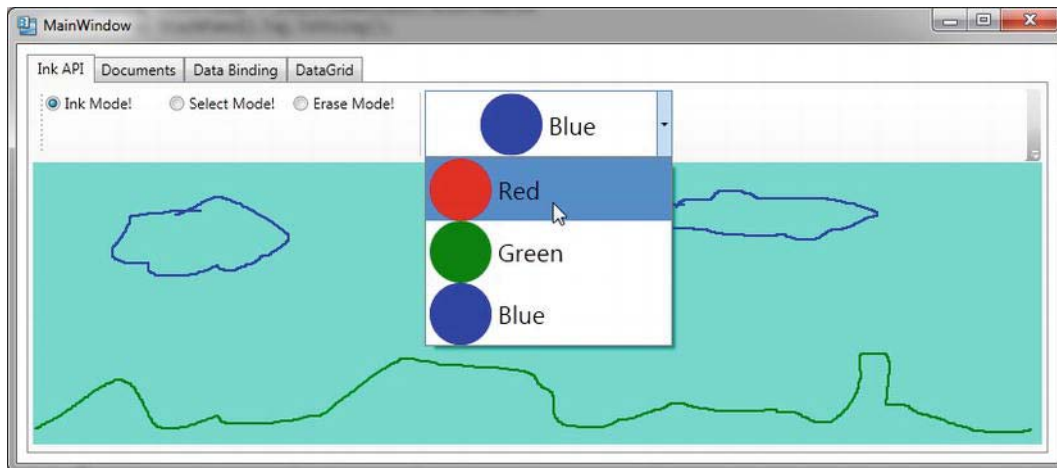 MainWindow
Ink API Documents Data Binding DataGrid
Ink Mode! Select Mode! Erase Mode!
Blue
Red
Green
Blue